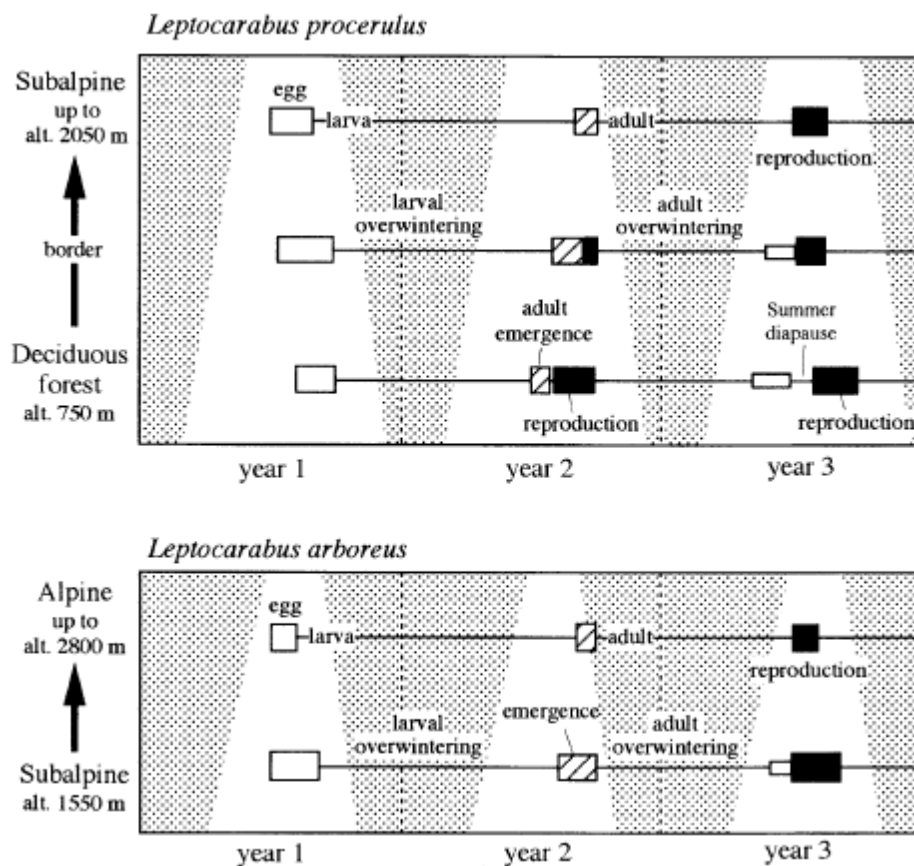 Leptocarabus procerulus
Subalpine
up to
alt. 2050 m
border
Deciduous
forest
alt. 750 m
egg
larva
adult
reproduction
larval
overwintering
adult
overwintering
adult
emergence
Summer
diapause
reproduction
reproduction
year 1
year 2
year 3
Leptocarabus arboreus
Alpine
up to
alt. 2800 m
Subalpine
alt. 1550 m
egg
larva
adult
reproduction
larval
overwintering
emergence
adult
overwintering
year 1
year 2
year 3